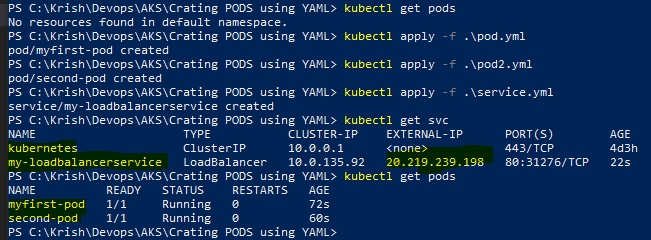 PS C:\Krish\Devops\AKS\Crating PODS using YAML> kubectl get pods
No resources found in default namespace.
PS C:\Krish\Devops\AKS\Crating PODS using YAML> kubectl apply -f .\pod.yml
pod/myfirst-pod created
PS C:\Krish\Devops\AKS\Crating PODS using YAML> kubectl apply -f .\pod2.yml
pod/second-pod created
PS C:\Krish\Devops\AKS\Crating PODS using YAML> kubectl apply -f .\service.yml
service/my-loadbalancerservice created
PS C:\Krish\Devops\AKS\Crating PODS using YAML> kubectl get svc
NAME TYPE CLUSTER-IP EXTERNAL-IP PORT(S) AGE
kubernetes ClusterIP 10.0.0.1 <none> 443/TCP 4d3h
my-loadbalancerservice LoadBalancer 10.0.135.92 20.219.239.198 80:31276/TCP 22s
PS C:\Krish\Devops\AKS\Crating PODS using YAML> kubectl get pods
NAME READY STATUS RESTARTS AGE
myfirst-pod 1/1 Running 0 72s
second-pod 1/1 Running 0 60s
PS C:\Krish\Devops\AKS\Crating PODS using YAML>